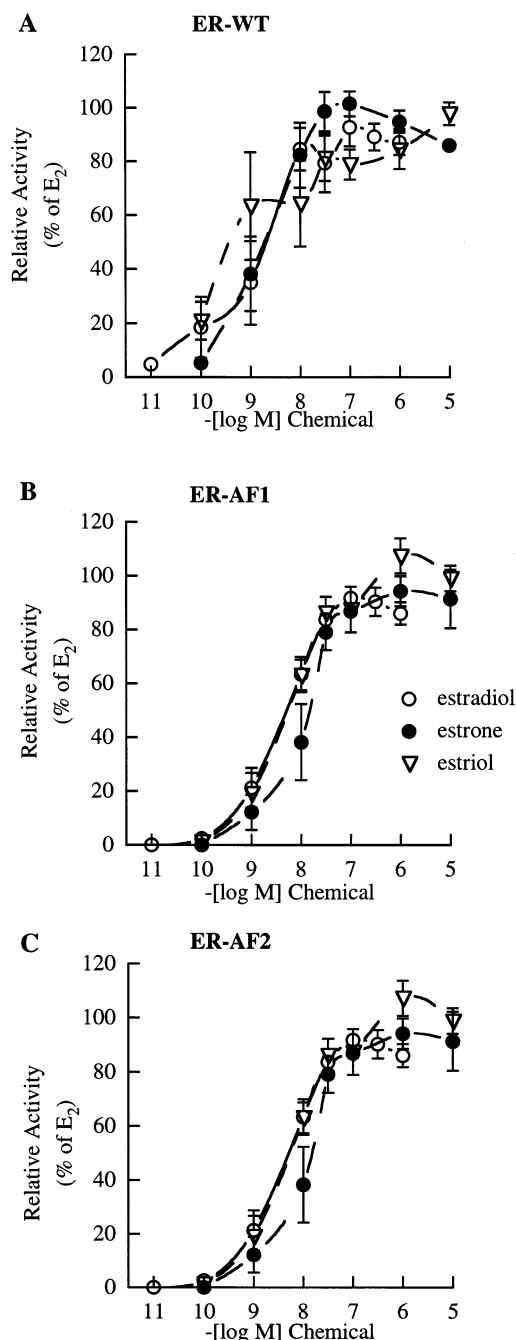 A
ER-WT
Relative Activity
(% of E2)
120
100
80
60
40
20
0
11 10 9 8 7 6 5
-[log M] Chemical
B
ER-AF1
Relative Activity
(% of E2)
120
100
80
60
40
20
0
estradiol
estrone
estriol
11 10 9 8 7 6 5
-[log M] Chemical
C
ER-AF2
Relative Activity
(% of E2)
120
100
80
60
40
20
0
11 10 9 8 7 6 5
-[log M] Chemical